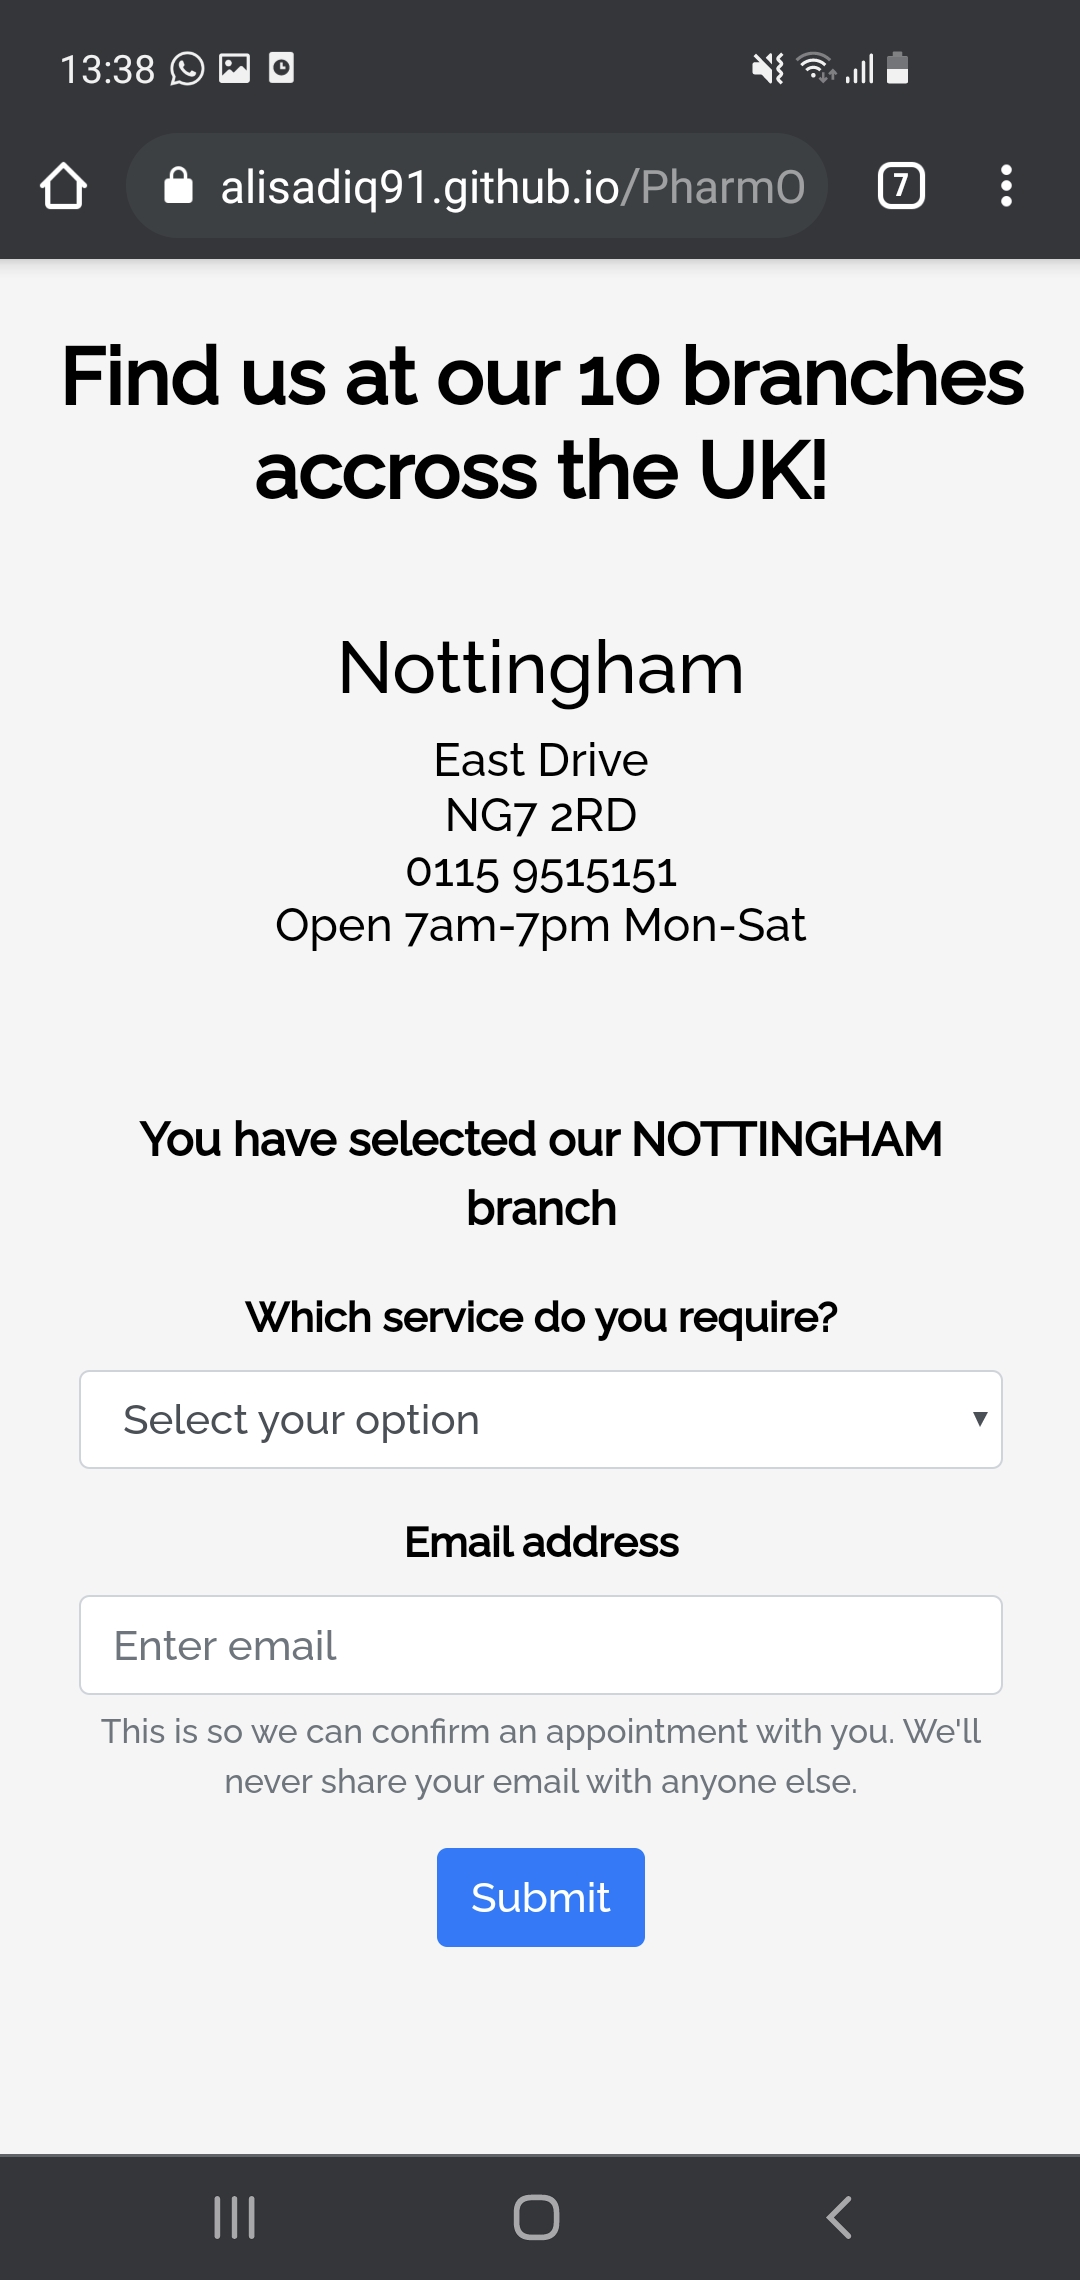 13:38
alisadiq91.github.io/PharmO
7
Find us at our 10 branches
accross the UK!
Nottingham
East Drive
NG7 2RD
0115 9515151
Open 7am-7pm Mon-Sat
You have selected our NOTTINGHAM
branch
Which service do you require?
Select your option
Email address
Enter email
This is so we can confirm an appointment with you. We'll
never share your email with anyone else.
Submit